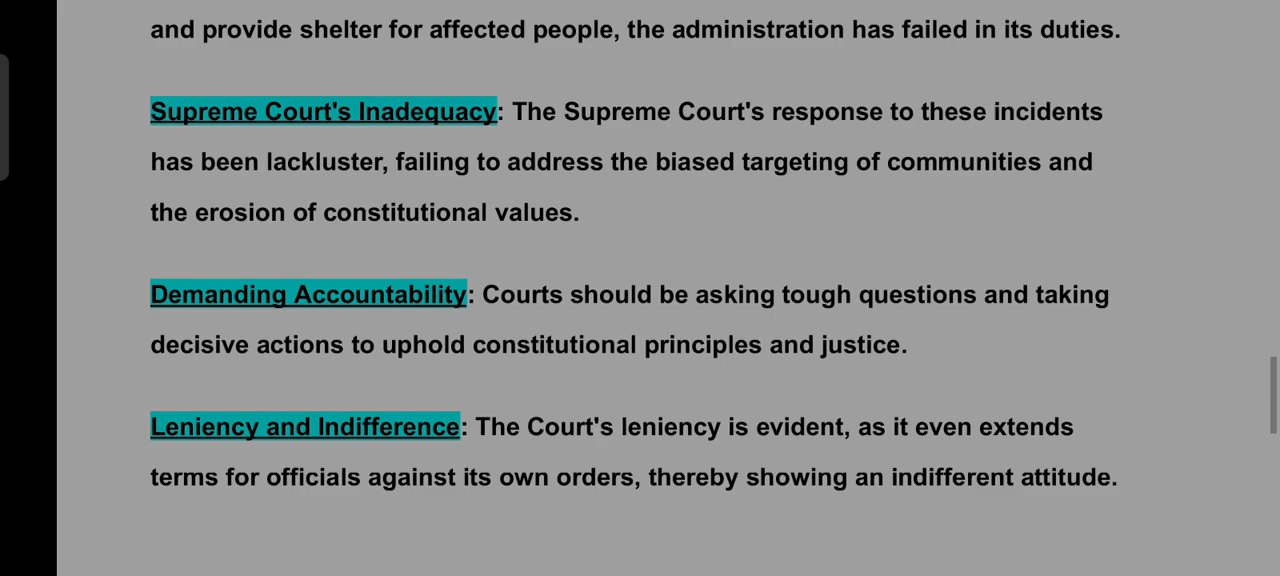 and provide shelter for affected people, the administration has failed in its duties.
Supreme Court's Inadequacy: The Supreme Court's response to these incidents
has been lackluster, failing to address the biased targeting of communities and
the erosion of constitutional values.
Demanding Accountability: Courts should be asking tough questions and taking
decisive actions to uphold constitutional principles and justice.
Leniency and Indifference: The Court's leniency is evident, as it even extends
terms for officials against its own orders, thereby showing an indifferent attitude.